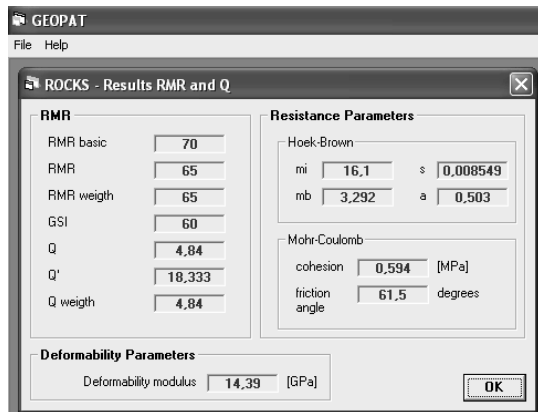 GEOPAT
File Help
ROCKS - Results RMR and Q
RMR
RMR basic 70
RMR 65
RMR weigth 65
GSI 60
Q 4,84
Q' 18,333
Q weigth 4,84
Resistance Parameters
Hoek-Brown
mi 16,1 s 0,008549
mb 3,292 a 0,503
Mohr-Coulomb
cohesion 0,594 [MPa]
friction angle 61,5 degrees
Deformability Parameters
Deformability modulus 14,39 [GPa]
OK